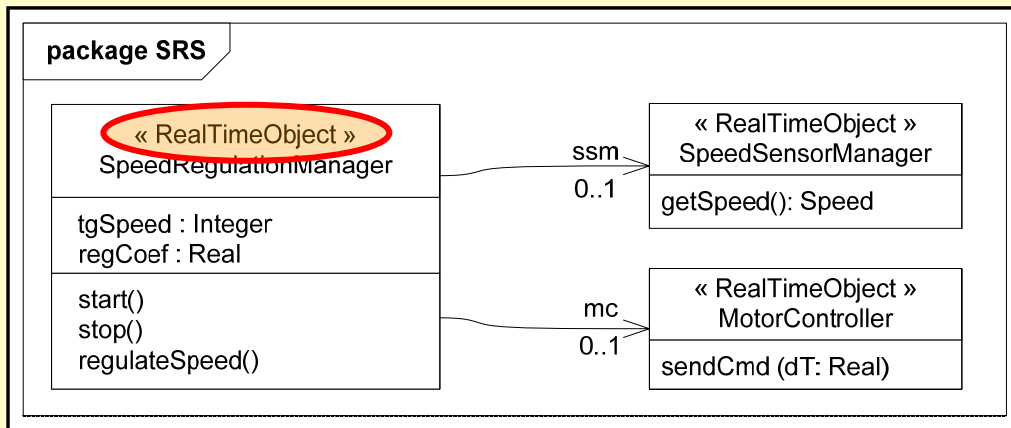 package SRS
« RealTimeObject »
SpeedRegulationManager
tgSpeed : Integer
regCoef : Real
start()
stop()
regulateSpeed()
ssm
0..1
mc
0..1
« RealTimeObject »
SpeedSensorManager
getSpeed(): Speed
« RealTimeObject »
MotorController
sendCmd (dT: Real)